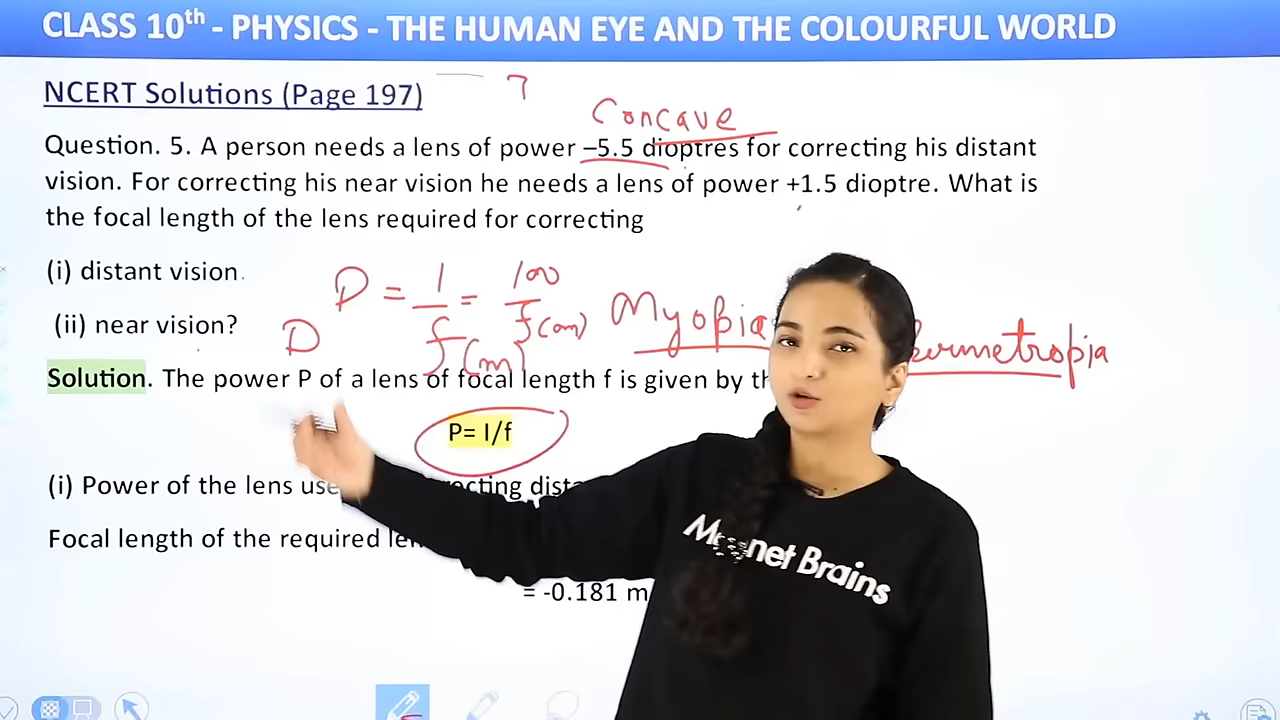 CLASS 10th - PHYSICS - THE HUMAN EYE AND THE COLOURFUL WORLD
NCERT Solutions (Page 197)
Concave
Question. 5. A person needs a lens of power –5.5 dioptres for correcting his distant
vision. For correcting his near vision he needs a lens of power +1.5 dioptre. What is
the focal length of the lens required for correcting
(i) distant vision.
P = 1/f(m) = 100/f(cm)
Myopia
(ii) near vision?
D
Solution. The power P of a lens of focal length f is given by
P= I/f
(i) Power of the lens
Focal length of the required
= -0.181 m
Magnet Brains